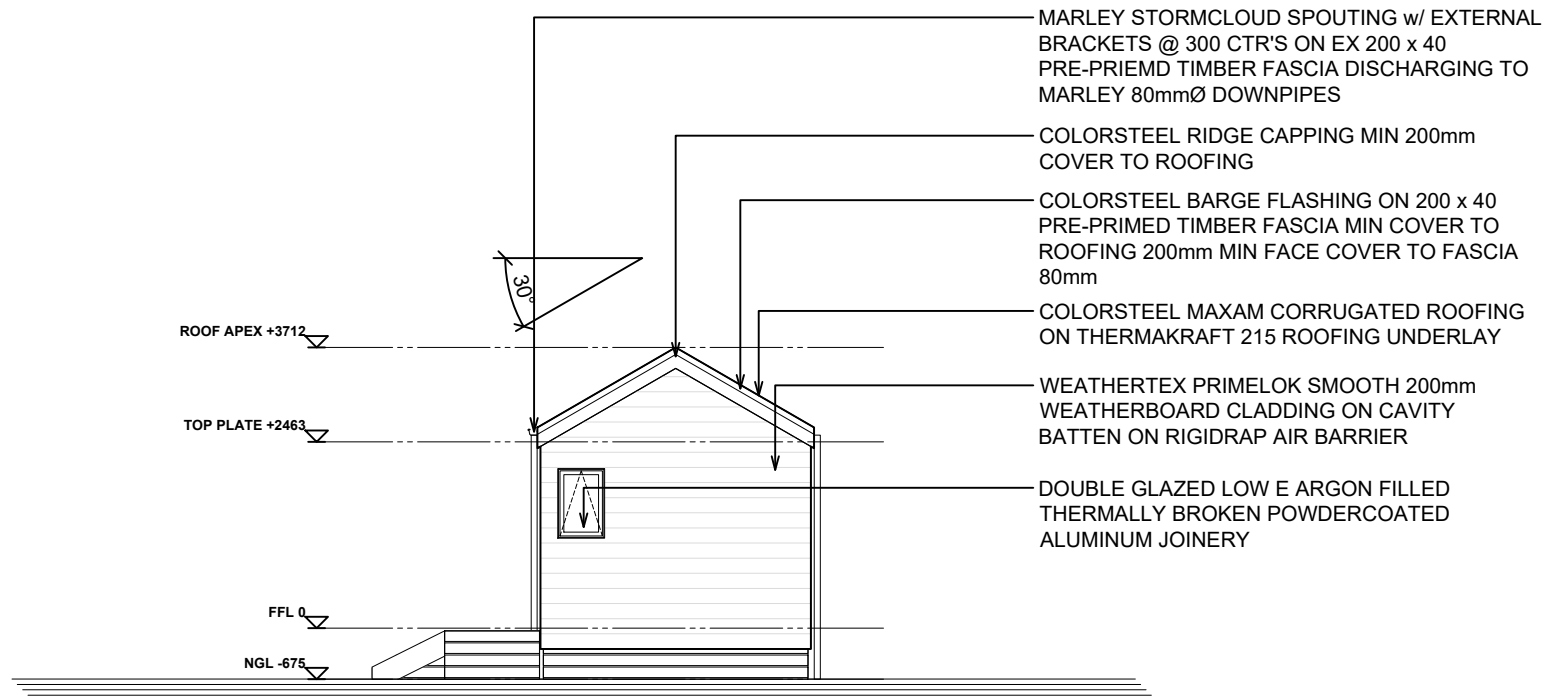 MARLEY STORMCLOUD SPOUTING w/ EXTERNAL
BRACKETS @ 300 CTR'S ON EX 200 x 40
PRE-PRIEMD TIMBER FASCIA DISCHARGING TO
MARLEY 80mmØ DOWNPIPES
COLORSTEEL RIDGE CAPPING MIN 200mm
COVER TO ROOFING
COLORSTEEL BARGE FLASHING ON 200 x 40
PRE-PRIMED TIMBER FASCIA MIN COVER TO
ROOFING 200mm MIN FACE COVER TO FASCIA
80mm
30°
COLORSTEEL MAXAM CORRUGATED ROOFING
ON THERMAKRAFT 215 ROOFING UNDERLAY
ROOF APEX +3712
WEATHERTEX PRIMELOK SMOOTH 200mm
WEATHERBOARD CLADDING ON CAVITY
BATTEN ON RIGIDRAP AIR BARRIER
TOP PLATE +2463
DOUBLE GLAZED LOW E ARGON FILLED
THERMALLY BROKEN POWDERCOATED
ALUMINUM JOINERY
FFL 0
NGL -675